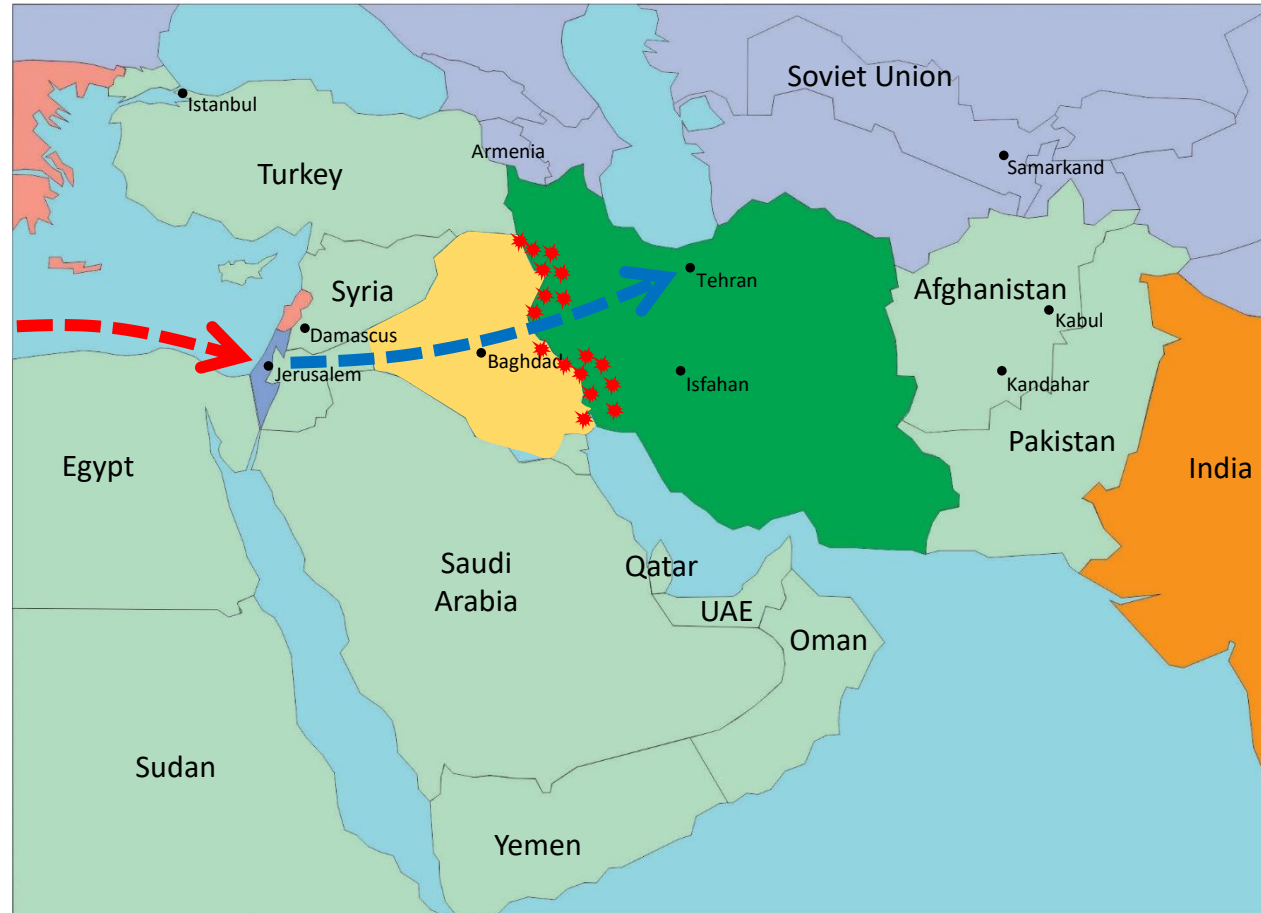 Soviet Union
Istanbul
Armenia
Samarkand
Turkey
Tehran
Syria
Afghanistan
Kabul
Damascus
Baghdad
Jerusalem
Isfahan
Kandahar
Pakistan
Egypt
India
Saudi
Arabia
Qatar
UAE
Oman
Sudan
Yemen